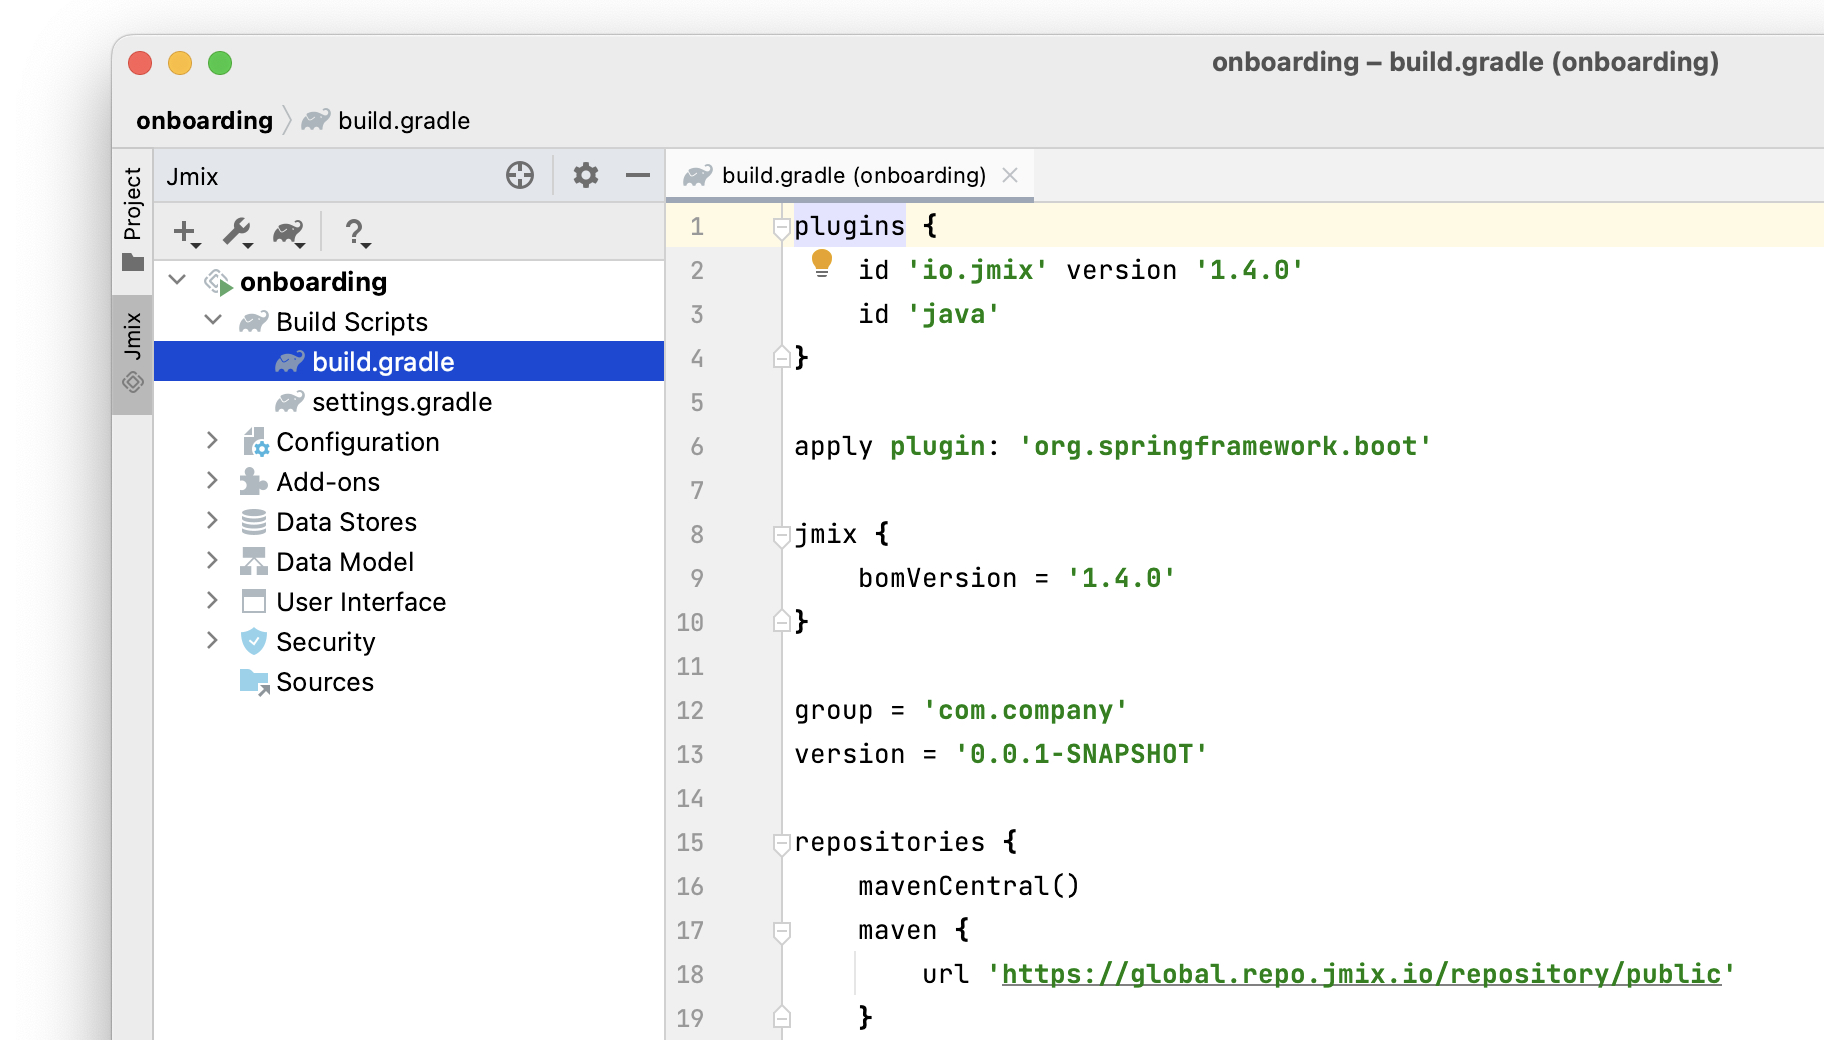 onboarding – build.gradle (onboarding)
onboarding build.gradle
Project
Jmix
Jmix
onboarding
Build Scripts
build.gradle
settings.gradle
Configuration
Add-ons
Data Stores
Data Model
User Interface
Security
Sources
build.gradle (onboarding)
1 plugins {
2 id 'io.jmix' version '1.4.0'
3 id 'java'
4 }
5
6 apply plugin: 'org.springframework.boot'
7
8 jmix {
9 bomVersion = '1.4.0'
10 }
11
12 group = 'com.company'
13 version = '0.0.1-SNAPSHOT'
14
15 repositories {
16 mavenCentral()
17 maven {
18 url 'https://global.repo.jmix.io/repository/public'
19 }